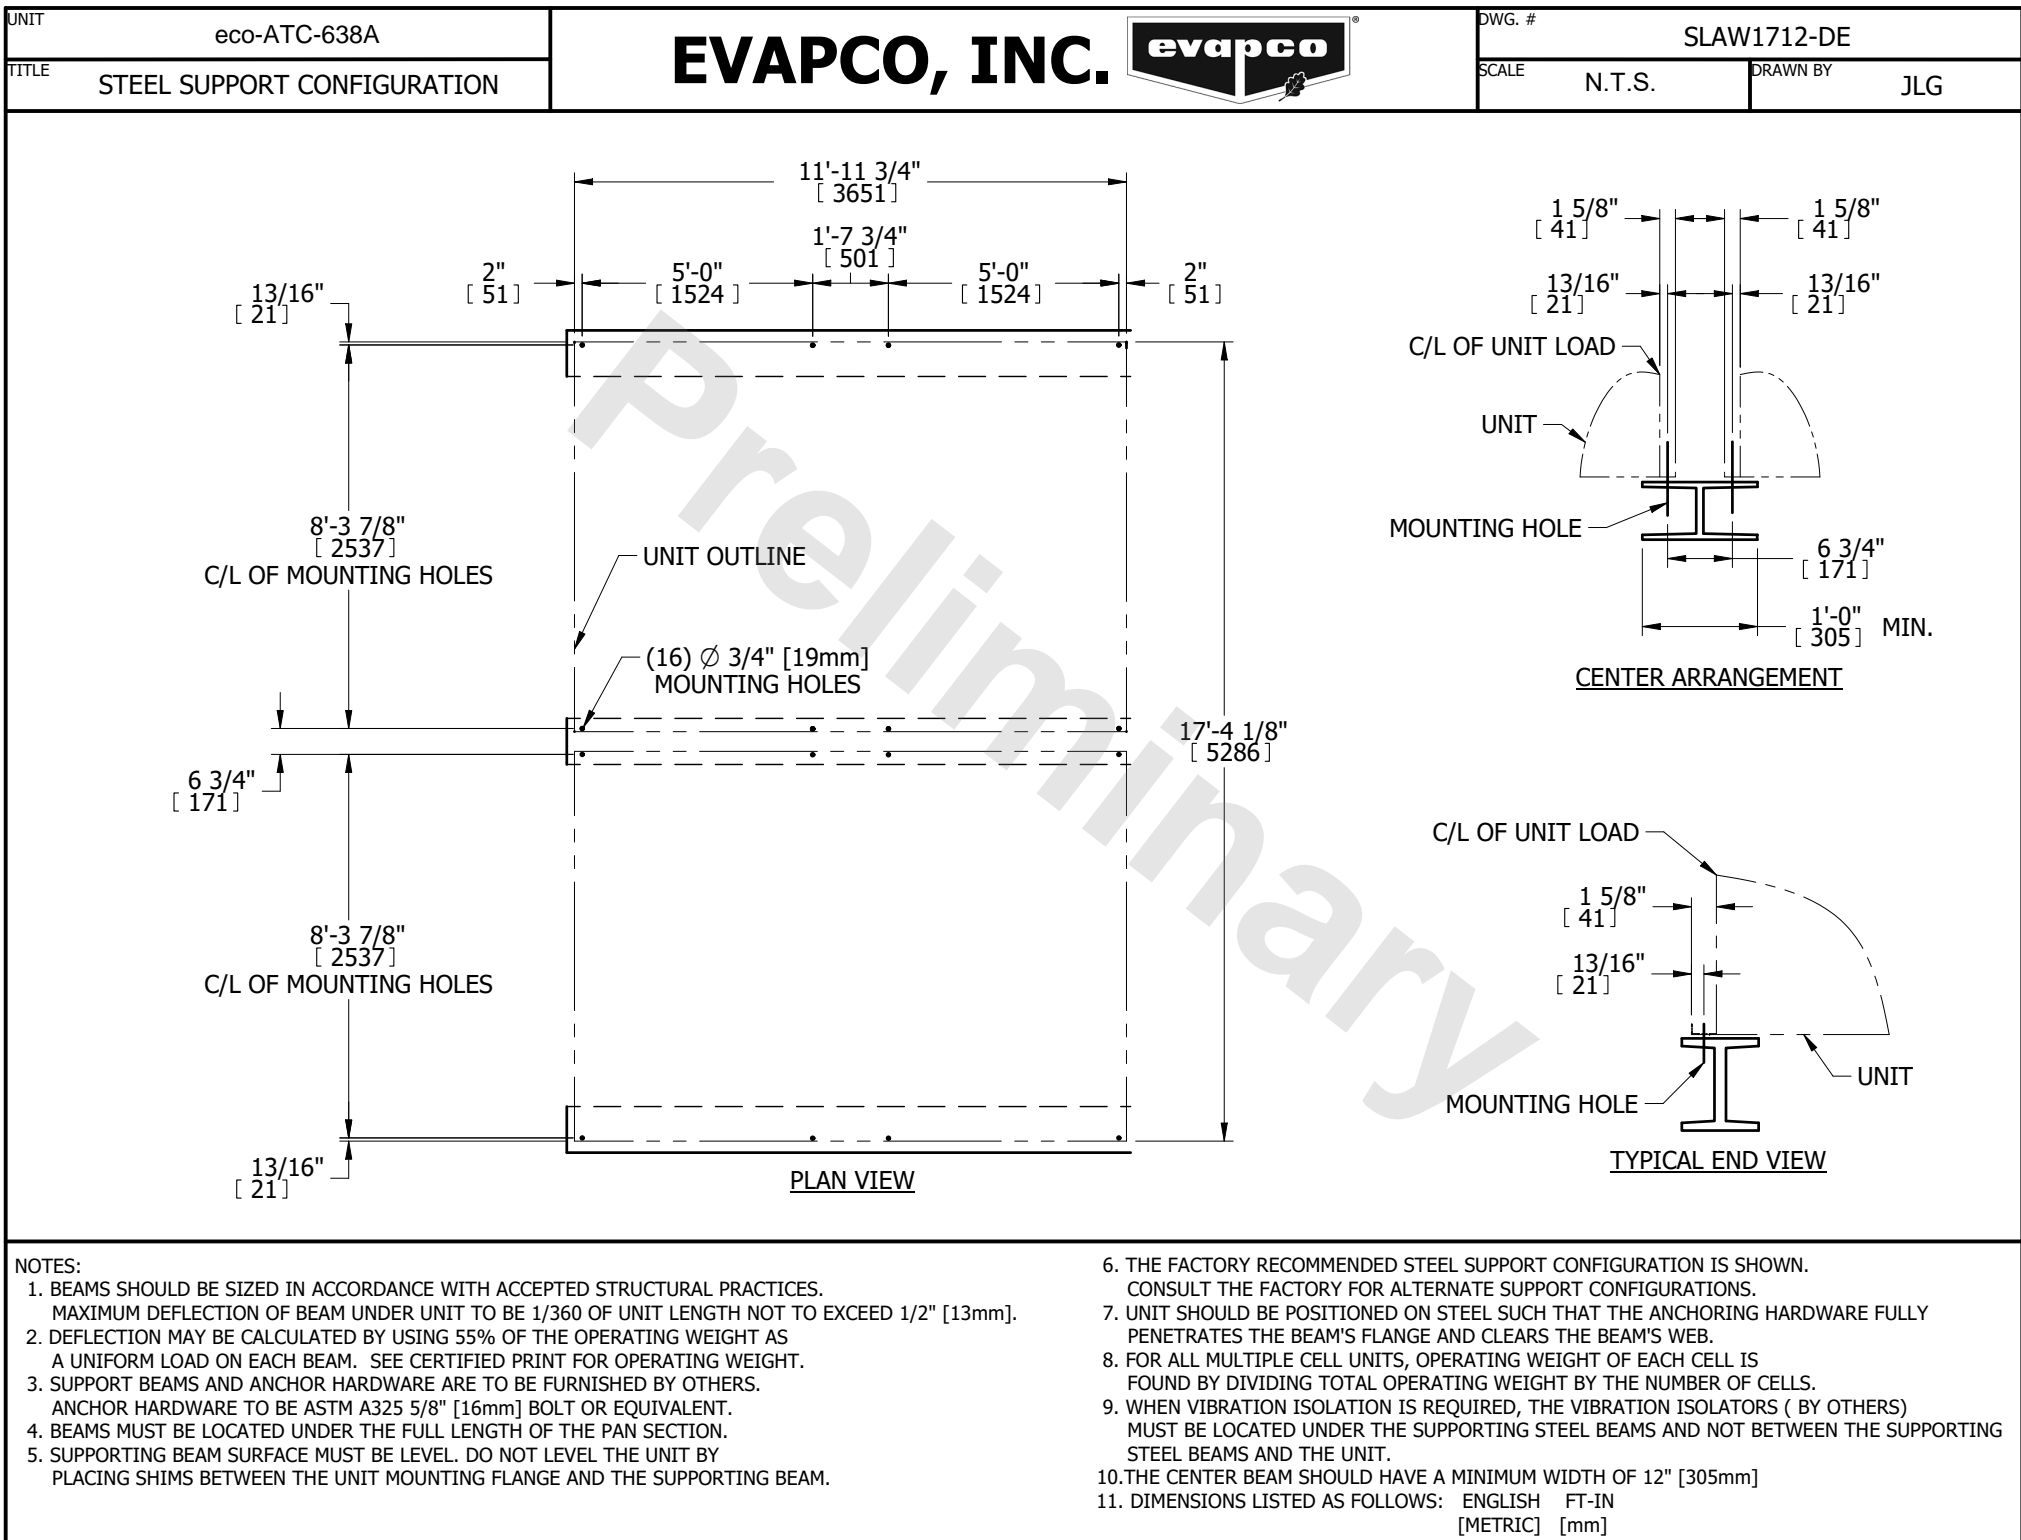 UNIT
eco-ATC-638A
TITLE
STEEL SUPPORT CONFIGURATION
EVAPCO, INC.
evapco
®
DWG. #
SLAW1712-DE
SCALE
N.T.S.
DRAWN BY
JLG
11'-11 3/4"
[ 3651]
1'-7 3/4"
[ 501 ]
2"
[ 51]
5'-0"
[ 1524 ]
5'-0"
[ 1524]
2"
[ 51]
13/16"
[ 21]
8'-3 7/8"
[ 2537]
C/L OF MOUNTING HOLES
UNIT OUTLINE
(16) Ø 3/4" [19mm]
MOUNTING HOLES
6 3/4"
[ 171]
17'-4 1/8"
[ 5286]
8'-3 7/8"
[ 2537]
C/L OF MOUNTING HOLES
13/16"
[ 21]
PLAN VIEW
Preliminary
1 5/8"
[ 41]
1 5/8"
[ 41]
13/16"
[ 21]
13/16"
[ 21]
C/L OF UNIT LOAD
UNIT
MOUNTING HOLE
6 3/4"
[ 171]
1'-0"
[ 305]
MIN.
CENTER ARRANGEMENT
C/L OF UNIT LOAD
1 5/8"
[ 41]
13/16"
[ 21]
UNIT
MOUNTING HOLE
TYPICAL END VIEW
NOTES:
1. BEAMS SHOULD BE SIZED IN ACCORDANCE WITH ACCEPTED STRUCTURAL PRACTICES.
MAXIMUM DEFLECTION OF BEAM UNDER UNIT TO BE 1/360 OF UNIT LENGTH NOT TO EXCEED 1/2" [13mm].
2. DEFLECTION MAY BE CALCULATED BY USING 55% OF THE OPERATING WEIGHT AS
A UNIFORM LOAD ON EACH BEAM. SEE CERTIFIED PRINT FOR OPERATING WEIGHT.
3. SUPPORT BEAMS AND ANCHOR HARDWARE ARE TO BE FURNISHED BY OTHERS.
ANCHOR HARDWARE TO BE ASTM A325 5/8" [16mm] BOLT OR EQUIVALENT.
4. BEAMS MUST BE LOCATED UNDER THE FULL LENGTH OF THE PAN SECTION.
5. SUPPORTING BEAM SURFACE MUST BE LEVEL. DO NOT LEVEL THE UNIT BY
PLACING SHIMS BETWEEN THE UNIT MOUNTING FLANGE AND THE SUPPORTING BEAM.
6. THE FACTORY RECOMMENDED STEEL SUPPORT CONFIGURATION IS SHOWN.
CONSULT THE FACTORY FOR ALTERNATE SUPPORT CONFIGURATIONS.
7. UNIT SHOULD BE POSITIONED ON STEEL SUCH THAT THE ANCHORING HARDWARE FULLY
PENETRATES THE BEAM'S FLANGE AND CLEARS THE BEAM'S WEB.
8. FOR ALL MULTIPLE CELL UNITS, OPERATING WEIGHT OF EACH CELL IS
FOUND BY DIVIDING TOTAL OPERATING WEIGHT BY THE NUMBER OF CELLS.
9. WHEN VIBRATION ISOLATION IS REQUIRED, THE VIBRATION ISOLATORS ( BY OTHERS)
MUST BE LOCATED UNDER THE SUPPORTING STEEL BEAMS AND NOT BETWEEN THE SUPPORTING
STEEL BEAMS AND THE UNIT.
10.THE CENTER BEAM SHOULD HAVE A MINIMUM WIDTH OF 12" [305mm]
11. DIMENSIONS LISTED AS FOLLOWS: ENGLISH FT-IN
[METRIC] [mm]